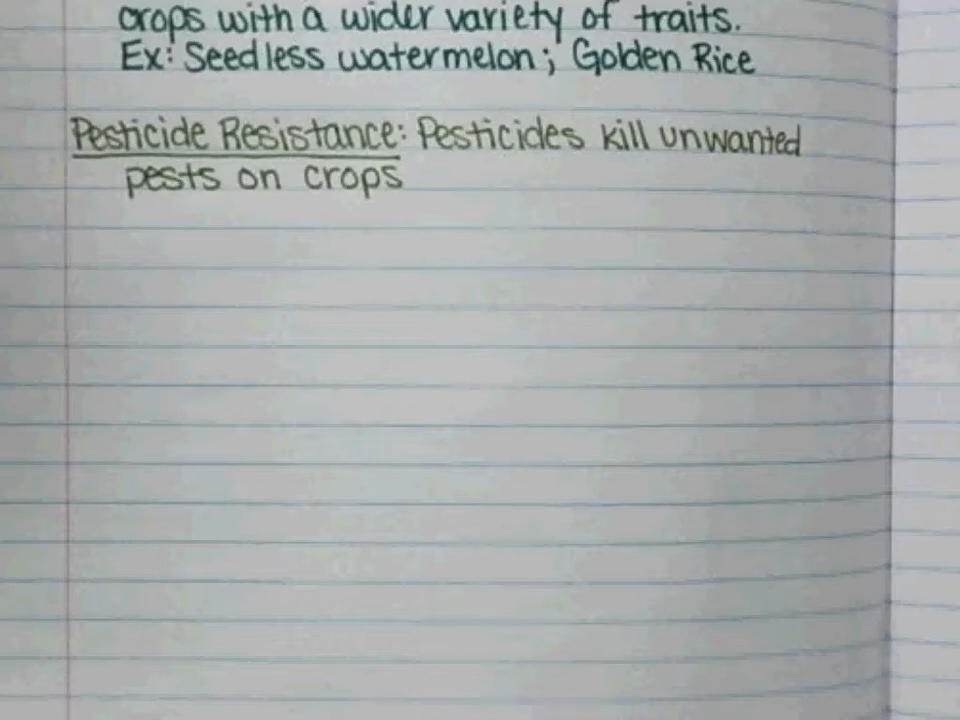 crops with a wider variety of traits.
Ex: Seedless watermelon; Golden Rice
Pesticide Resistance: Pesticides kill unwanted
pests on crops